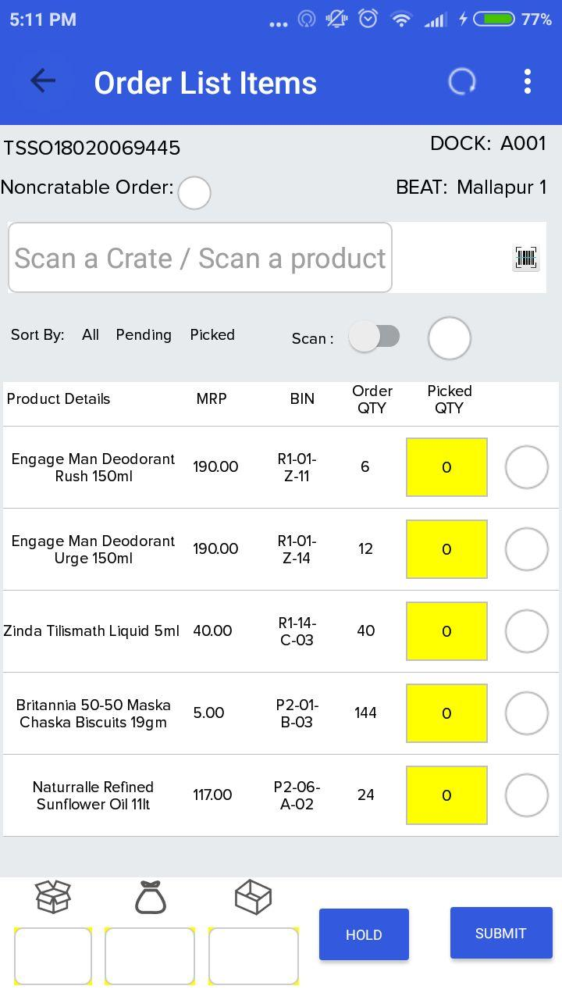 5:11 PM
77%
Order List Items
TSSO18020069445
DOCK: A001
Noncratable Order:
BEAT: Mallapur 1
Scan a Crate / Scan a product
Sort By: All Pending Picked Scan :
Product Details MRP BIN Order QTY Picked QTY
Engage Man Deodorant
Rush 150ml
190.00
R1-01-
Z-11
6
0
Engage Man Deodorant
Urge 150ml
190.00
R1-01-
Z-14
12
0
Zinda Tilismath Liquid 5ml
40.00
R1-14-
C-03
40
0
Britannia 50-50 Maska
Chaska Biscuits 19gm
5.00
P2-01-
B-03
144
0
Naturralle Refined
Sunflower Oil 11lt
117.00
P2-06-
A-02
24
0
HOLD
SUBMIT